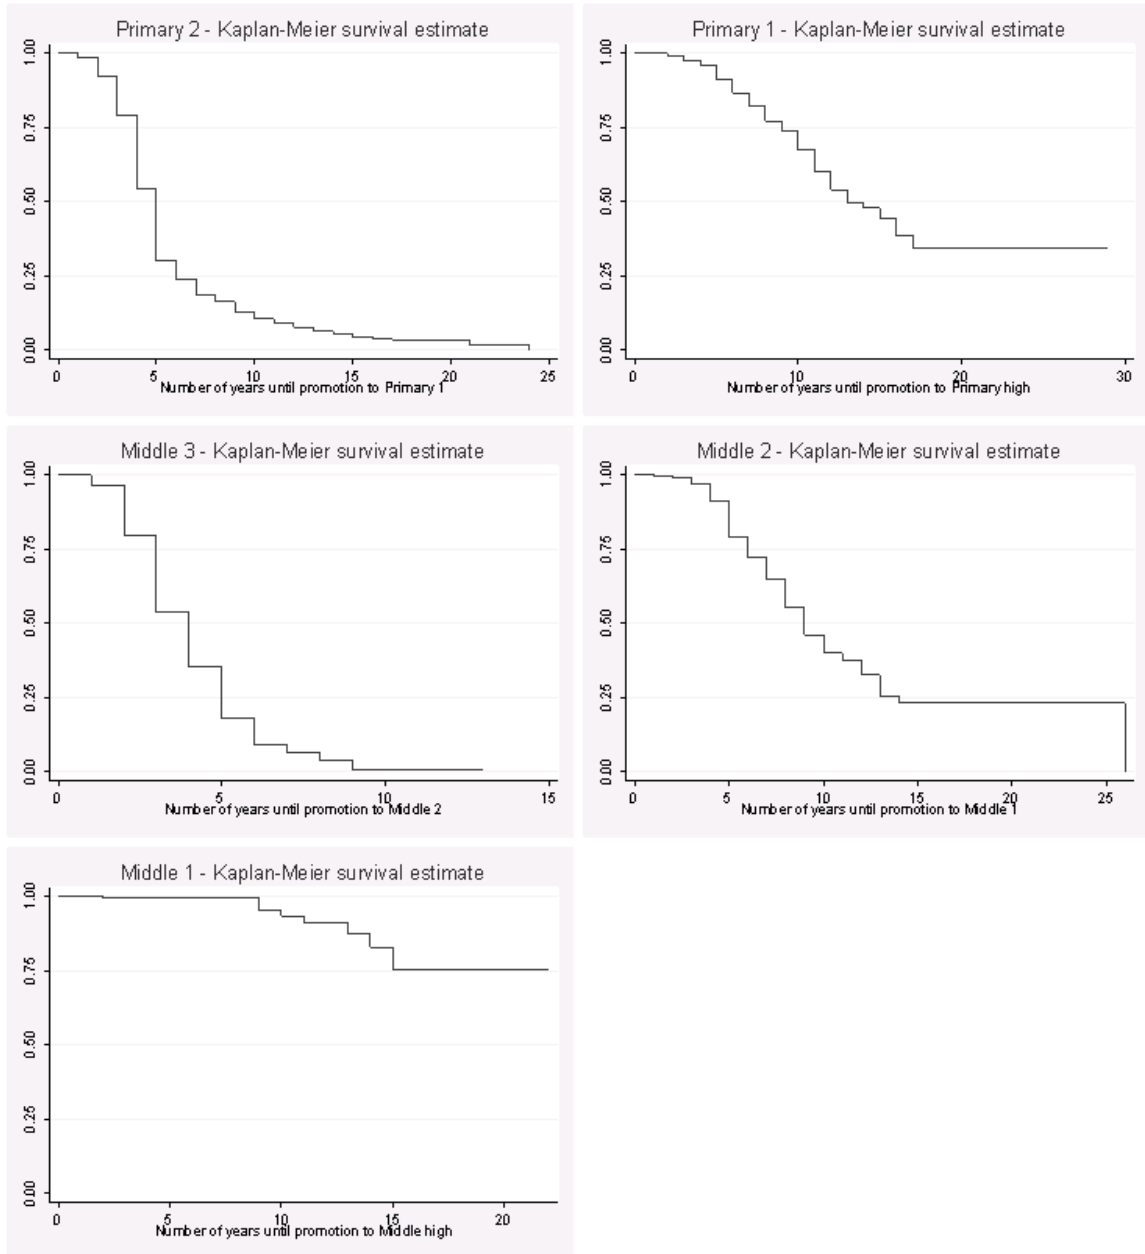 Primary 2 - Kaplan-Meier survival estimate
1.00
0.75
0.50
0.25
0.00
0 5 10 15 20 25
Number of years until promotion to Primary 1
Primary 1 - Kaplan-Meier survival estimate
1.00
0.75
0.50
0.25
0.00
0 10 20 30
Number of years until promotion to Primary high
Middle 3 - Kaplan-Meier survival estimate
1.00
0.75
0.50
0.25
0.00
0 5 10 15
Number of years until promotion to Middle 2
Middle 2 - Kaplan-Meier survival estimate
1.00
0.75
0.50
0.25
0.00
0 5 10 15 20 25
Number of years until promotion to Middle 1
Middle 1 - Kaplan-Meier survival estimate
1.00
0.75
0.50
0.25
0.00
0 5 10 15 20
Number of years until promotion to Middle high